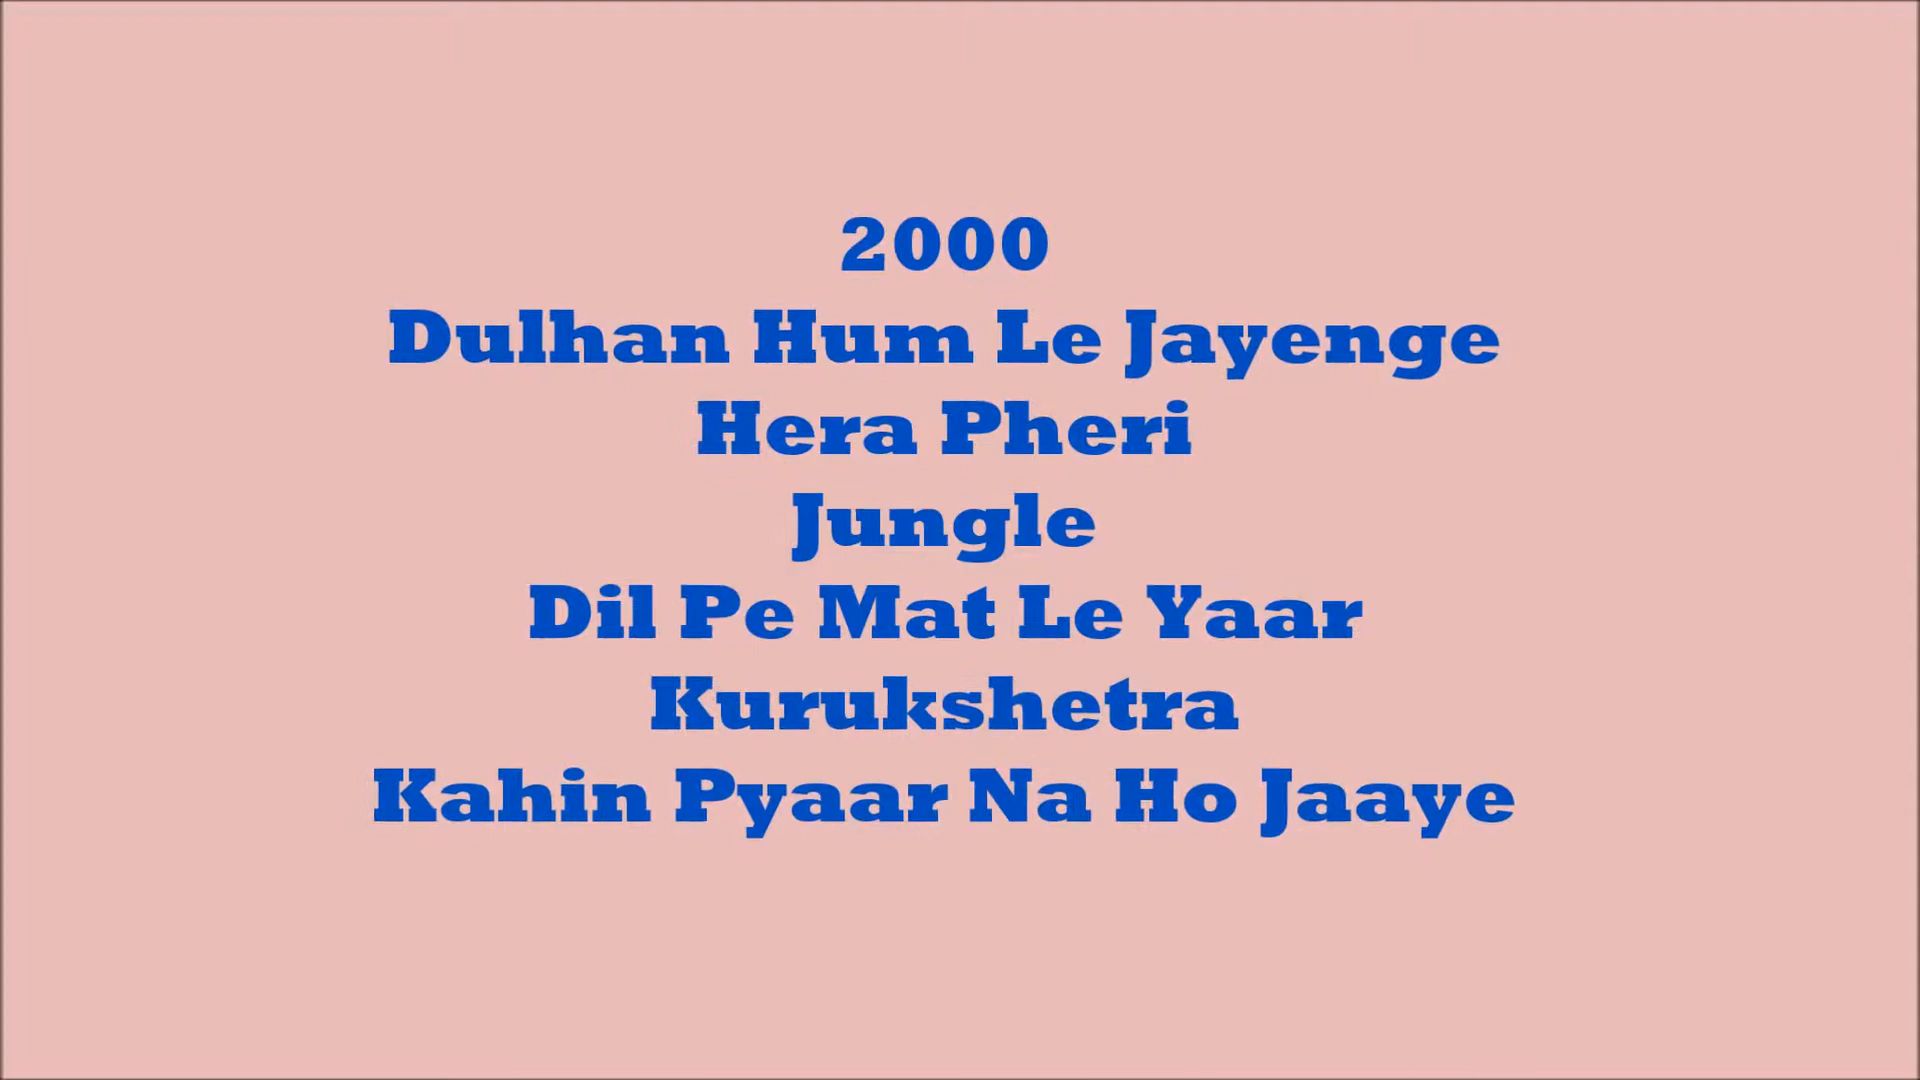 2000
Dulhan Hum Le Jayenge
Hera Pheri
Jungle
Dil Pe Mat Le Yaar
Kurukshetra
Kahin Pyaar Na Ho Jaaye